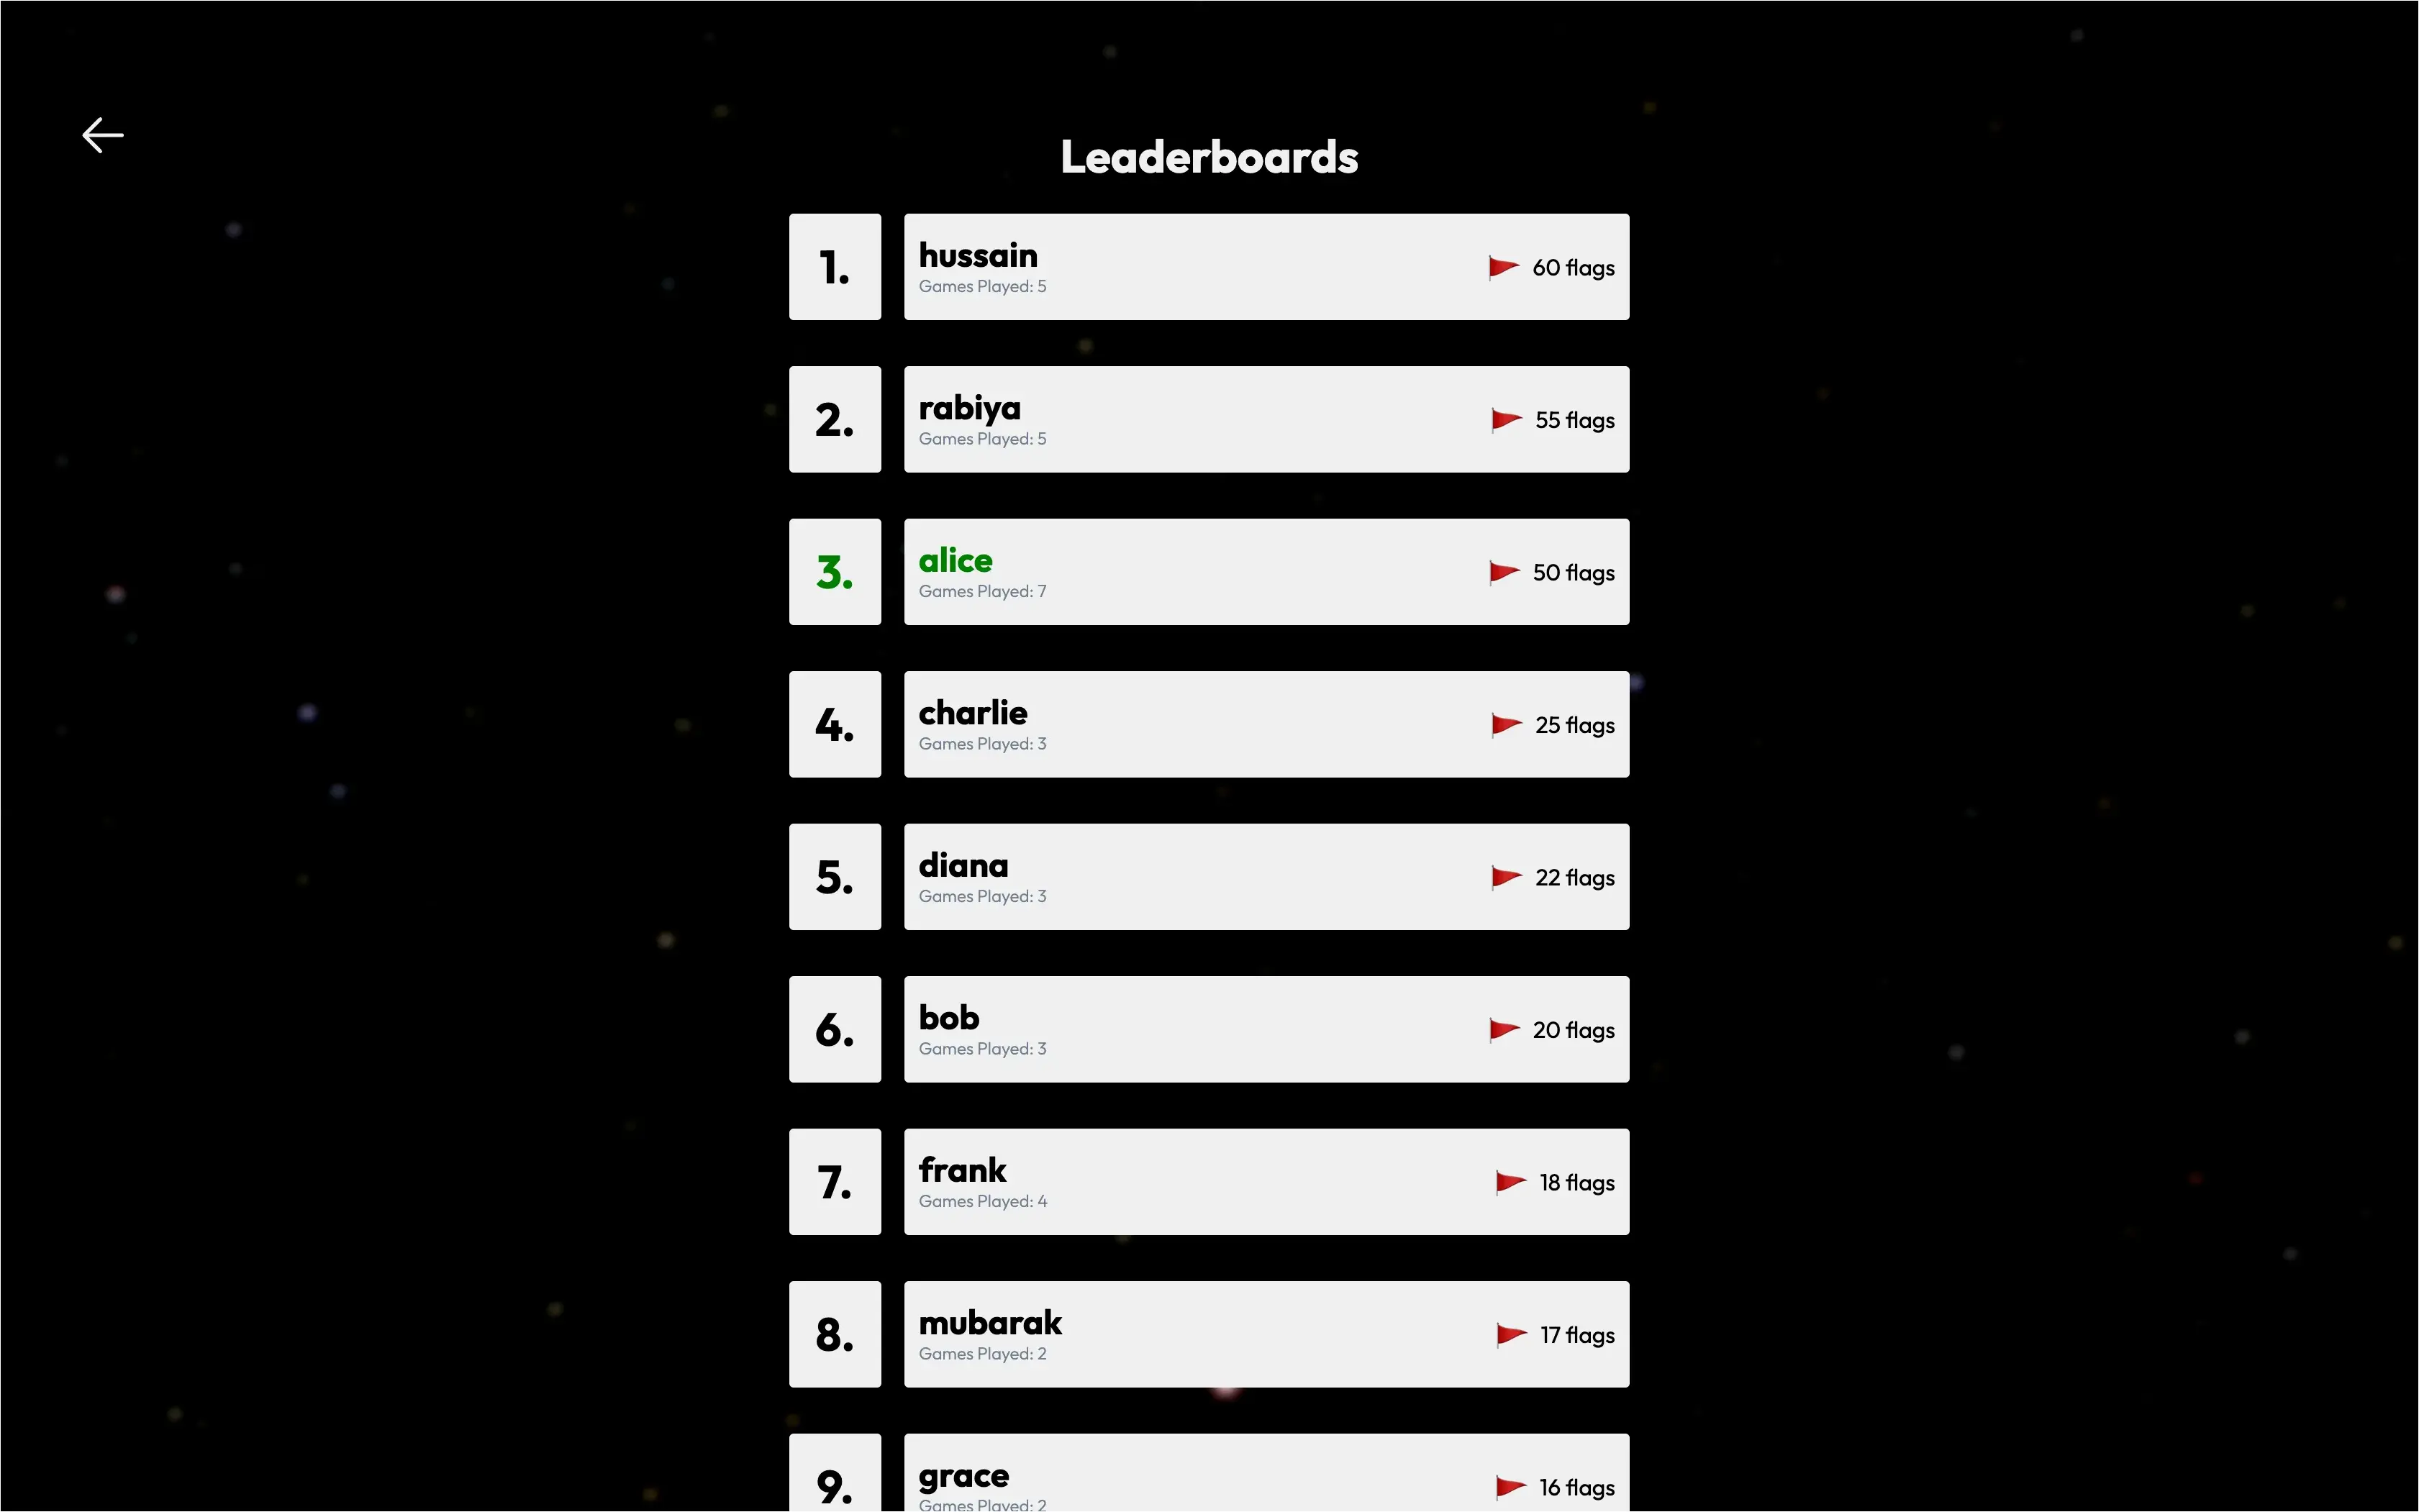 Leaderboards
1.
hussain
Games Played: 5
60 flags
2.
rabiya
Games Played: 5
55 flags
3.
alice
Games Played: 7
50 flags
4.
charlie
Games Played: 3
25 flags
5.
diana
Games Played: 3
22 flags
6.
bob
Games Played: 3
20 flags
7.
frank
Games Played: 4
18 flags
8.
mubarak
Games Played: 2
17 flags
9.
grace
Games Played: 2
16 flags